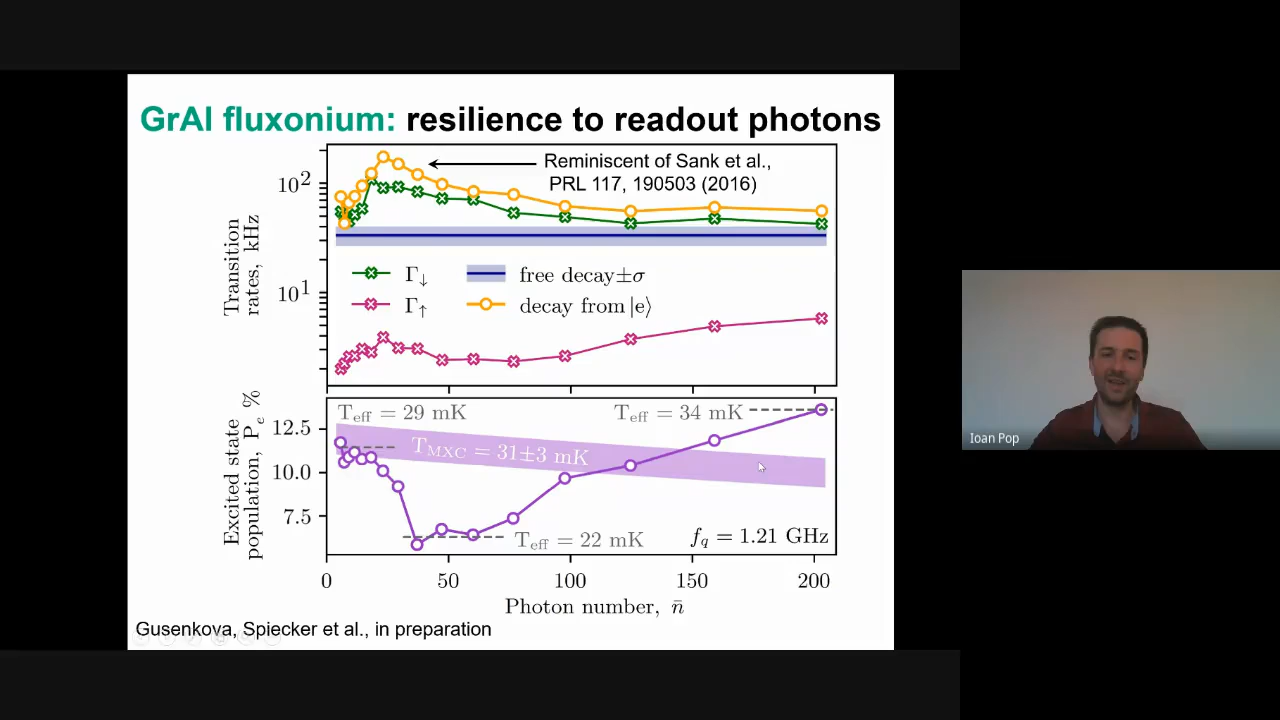 GrAl fluxonium: resilience to readout photons
Reminiscent of Sank et al.,
PRL 117, 190503 (2016)
10²
10¹
Transition
rates, kHz
Γ↓
Γ↑
free decay±σ
decay from |e⟩
T_eff = 29 mK
T_eff = 34 mK
T_MXC = 31±3 mK
T_eff = 22 mK
f_q = 1.21 GHz
12.5
10.0
7.5
Excited state
population, P_e %
0
50
100
150
200
Photon number, n̄
Gusenkova, Spiecker et al., in preparation
Ioan Pop